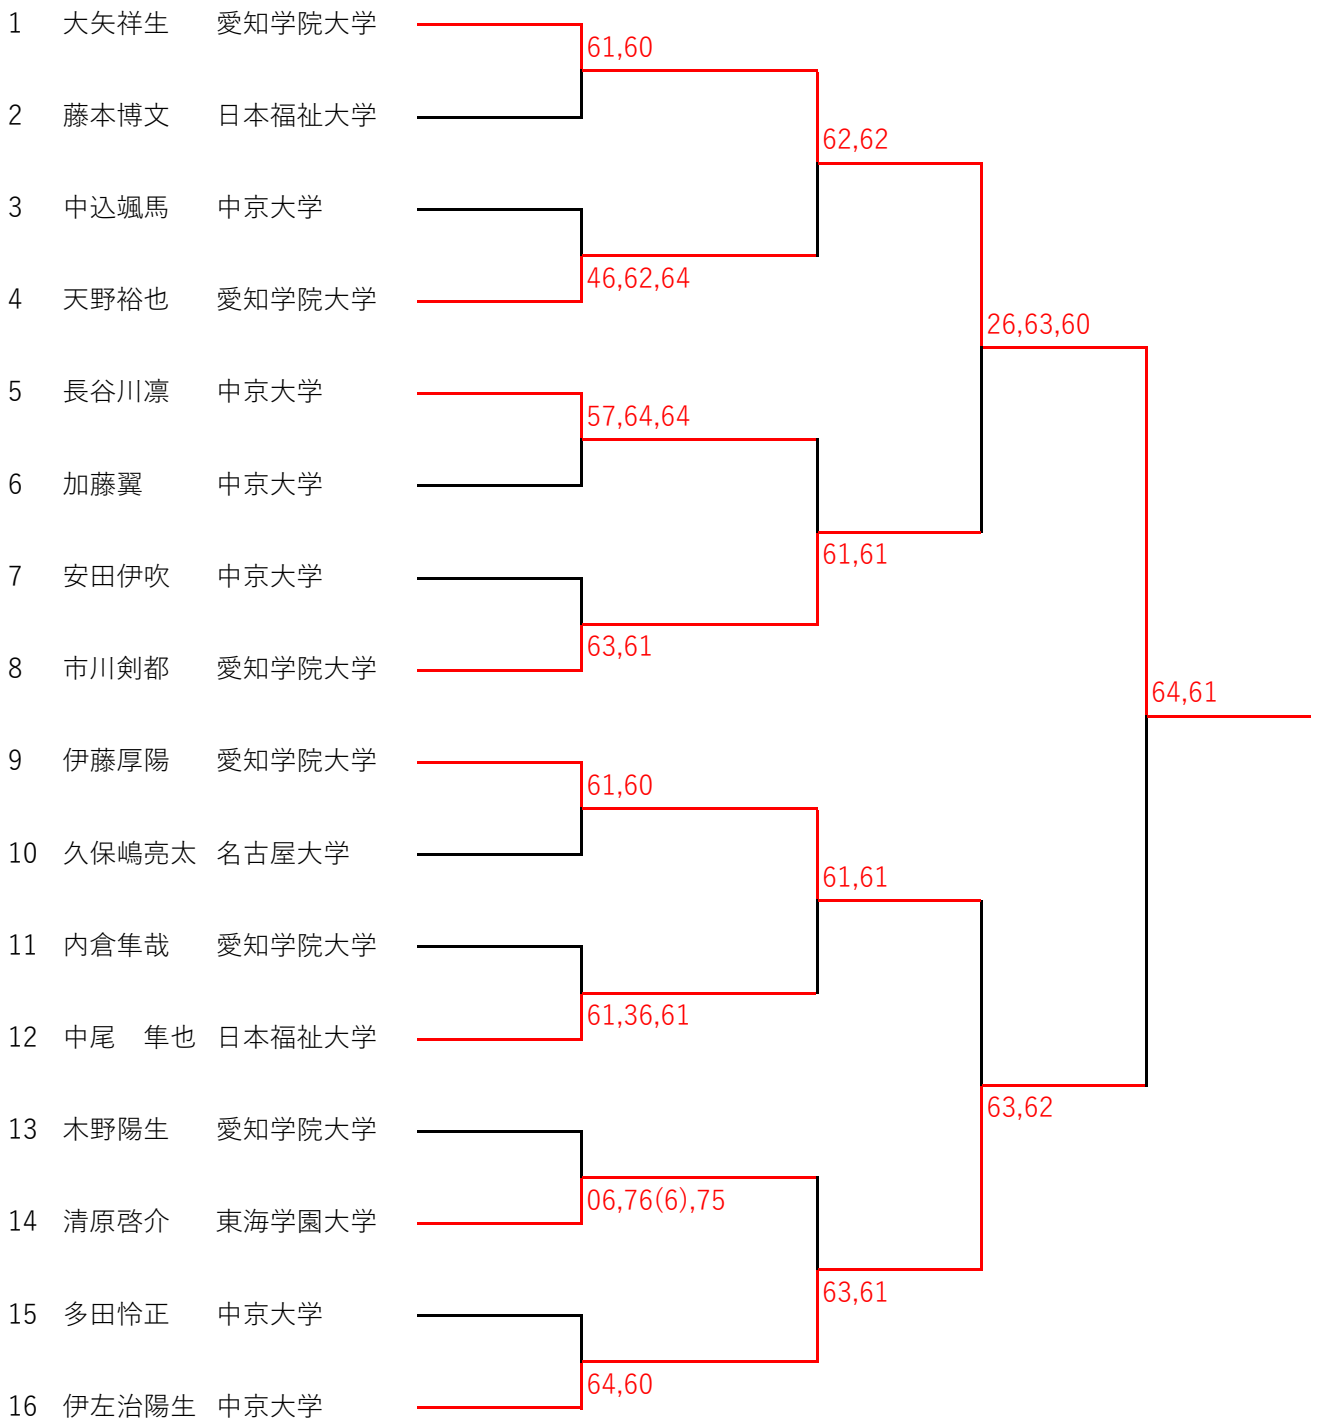 1 大矢祥生 愛知学院大学
61,60
2 藤本博文 日本福祉大学
62,62
3 中込颯馬 中京大学
46,62,64
4 天野裕也 愛知学院大学
26,63,60
5 長谷川凛 中京大学
57,64,64
6 加藤翼 中京大学
61,61
7 安田伊吹 中京大学
63,61
8 市川剣都 愛知学院大学
64,61
9 伊藤厚陽 愛知学院大学
61,60
10 久保嶋亮太 名古屋大学
61,61
11 内倉隼哉 愛知学院大学
61,36,61
12 中尾　隼也 日本福祉大学
63,62
13 木野陽生 愛知学院大学
06,76(6),75
14 清原啓介 東海学園大学
63,61
15 多田怜正 中京大学
64,60
16 伊左治陽生 中京大学